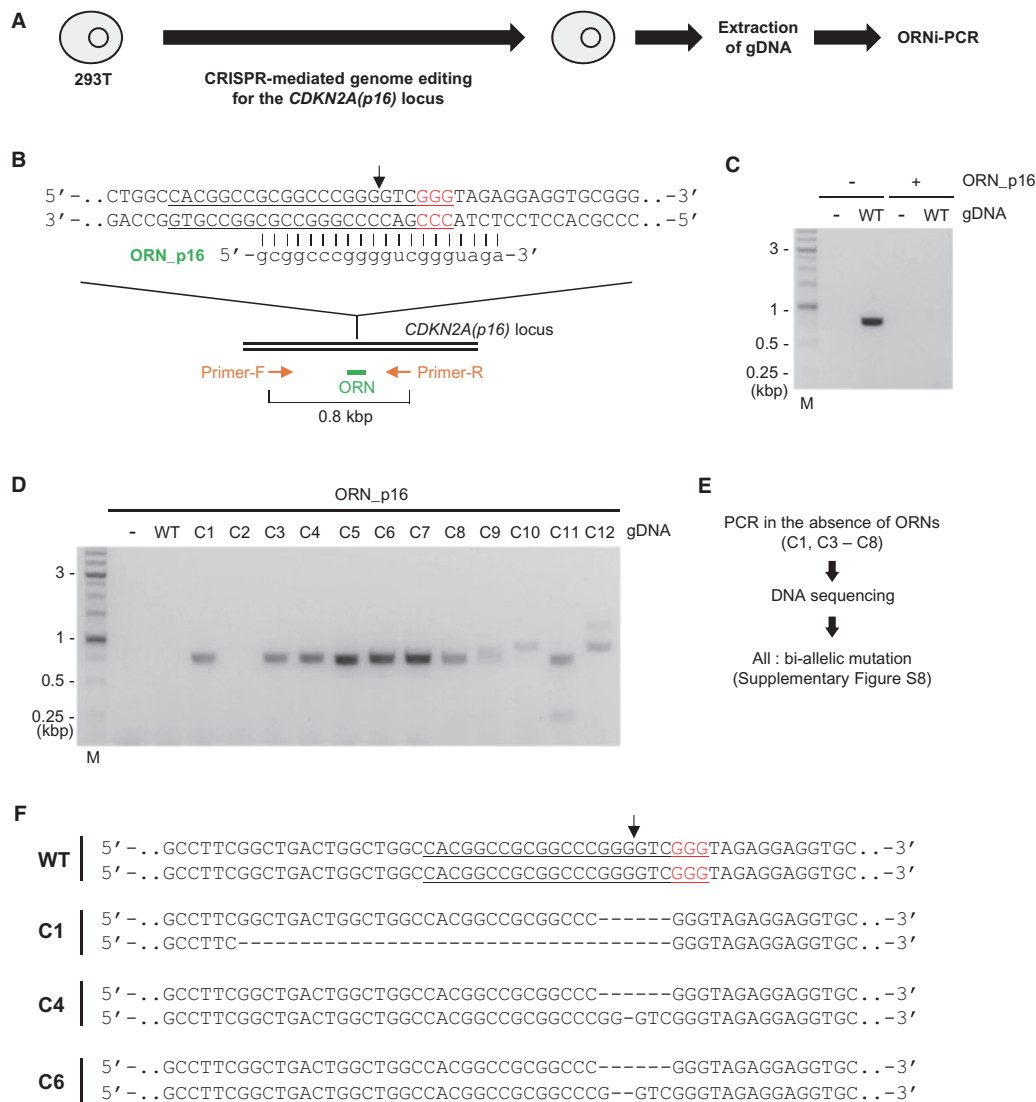 A
293T
CRISPR-mediated genome editing
for the CDKN2A(p16) locus
Extraction
of gDNA
ORNi-PCR
B
5′-..CTGGCCACGGCCGCGGCCCGGGGTCGGGTAGAGGAGGTGCGGG..-3′
3′-..GACCGGTGCCGGCGCCGGGCCCCAGCCCATCTCCTCCACGCCC..-5′
ORN_p16 5′-gcggcccggggucggguaga-3′
CDKN2A(p16) locus
Primer-F
Primer-R
ORN
0.8 kbp
C
- + ORN_p16
- WT - WT gDNA
3 -
1 -
0.5 -
0.25 -
(kbp)
M
D
ORN_p16
- WT C1 C2 C3 C4 C5 C6 C7 C8 C9 C10 C11 C12 gDNA
3 -
1 -
0.5 -
0.25 -
(kbp)
M
E
PCR in the absence of ORNs
(C1, C3 – C8)
DNA sequencing
All : bi-allelic mutation
(Supplementary Figure S8)
F
WT
5′-..GCCTTCGGCTGACTGGCTGGCCACGGCCGCGGCCCGGGGTCGGGTAGAGGAGGTGC..-3′
5′-..GCCTTCGGCTGACTGGCTGGCCACGGCCGCGGCCCGGGGTCGGGTAGAGGAGGTGC..-3′
C1
5′-..GCCTTCGGCTGACTGGCTGGCCACGGCCGCGGCCC------GGGTAGAGGAGGTGC..-3′
5′-..GCCTTC-----------------------------------GGGTAGAGGAGGTGC..-3′
C4
5′-..GCCTTCGGCTGACTGGCTGGCCACGGCCGCGGCCC------GGGTAGAGGAGGTGC..-3′
5′-..GCCTTCGGCTGACTGGCTGGCCACGGCCGCGGCCCGG-GTCGGGTAGAGGAGGTGC..-3′
C6
5′-..GCCTTCGGCTGACTGGCTGGCCACGGCCGCGGCCC------GGGTAGAGGAGGTGC..-3′
5′-..GCCTTCGGCTGACTGGCTGGCCACGGCCGCGGCCCG--GTCGGGTAGAGGAGGTGC..-3′